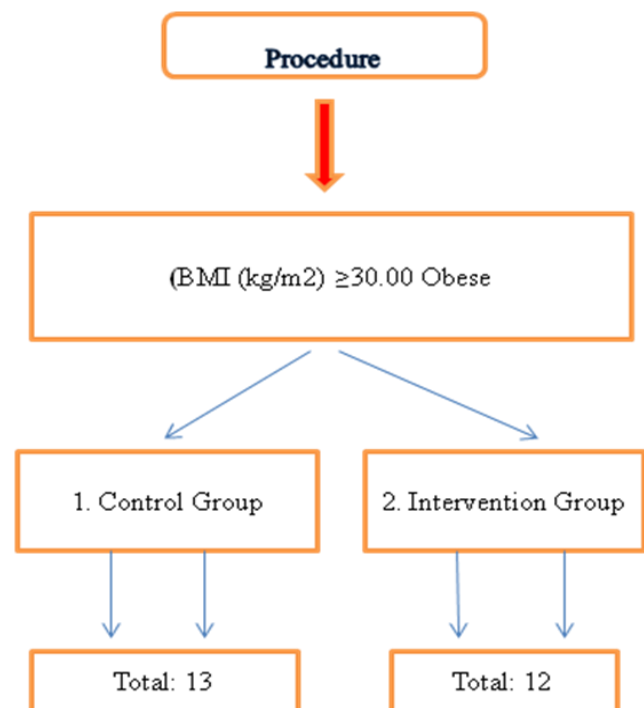 Procedure
(BMI (kg/m2) ≥30.00 Obese
1. Control Group
2. Intervention Group
Total: 13
Total: 12